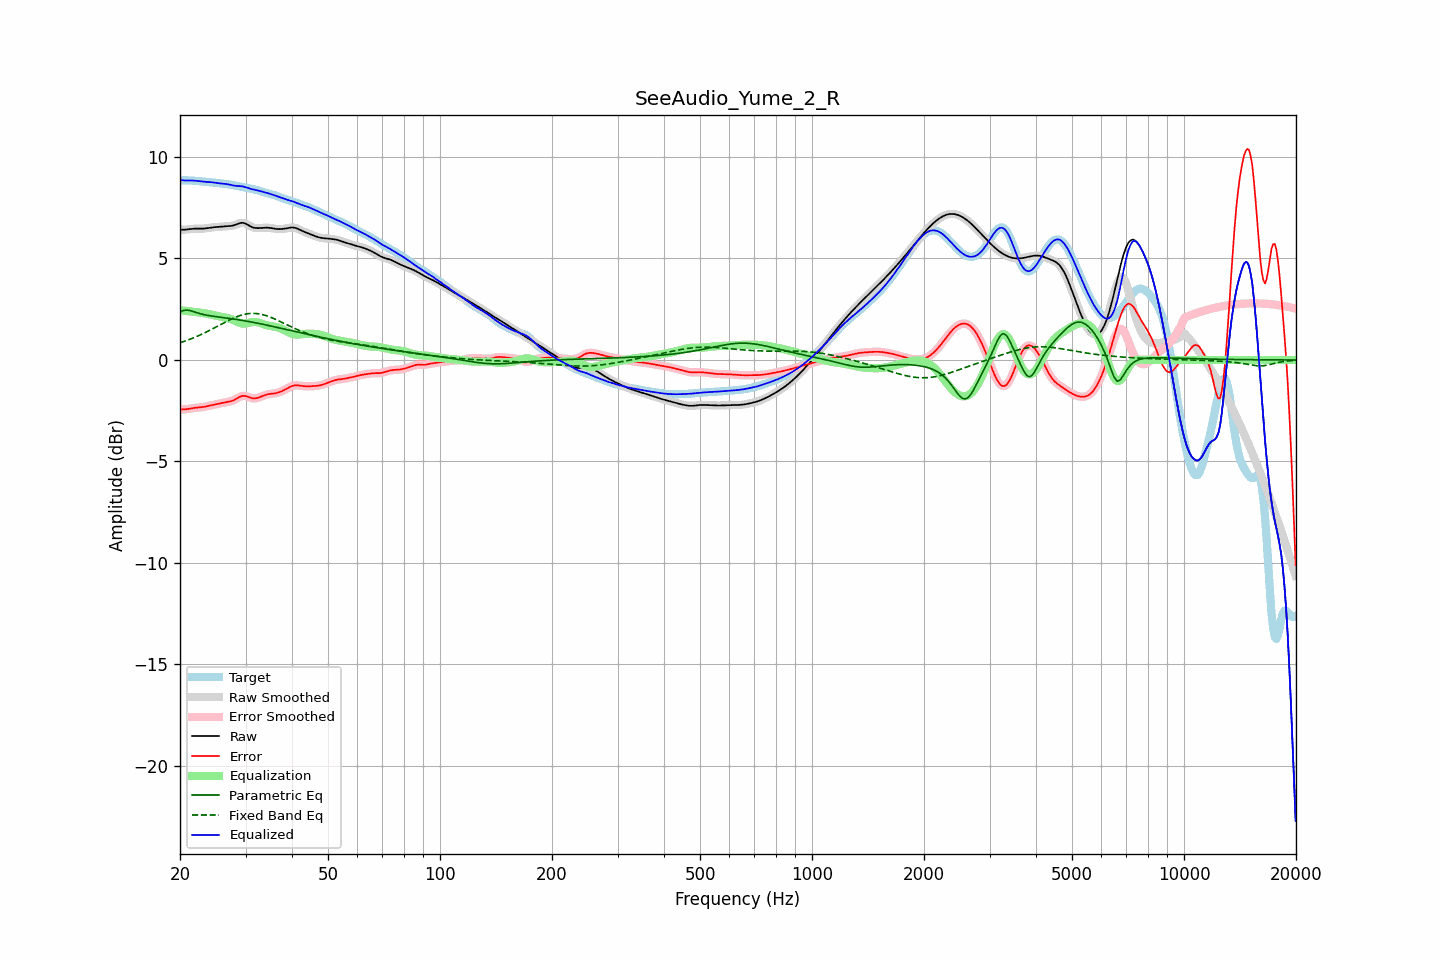 SeeAudio_Yume_2_R
Amplitude (dBr)
10
5
0
−5
−10
−15
−20
Target
Raw Smoothed
Error Smoothed
Raw
Error
Equalization
Parametric Eq
Fixed Band Eq
Equalized
20 50 100 200 500 1000 2000 5000 10000 20000
Frequency (Hz)